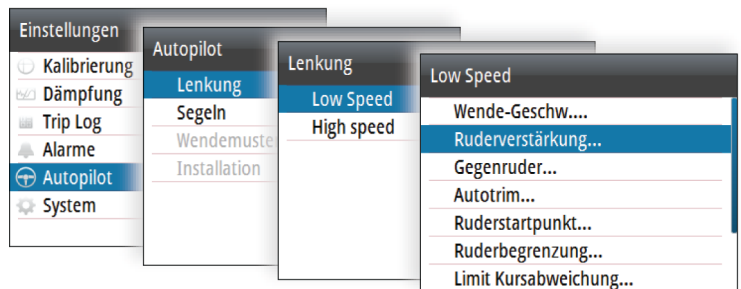 Einstellungen
Kalibrierung
Dämpfung
Trip Log
Alarme
Autopilot
System
Autopilot
Lenkung
Segeln
Wendemuste
Installation
Lenkung
Low Speed
High speed
Low Speed
Wende-Geschw....
Ruderverstärkung...
Gegenruder...
Autotrim...
Ruderstartpunkt...
Ruderbegrenzung...
Limit Kursabweichung...